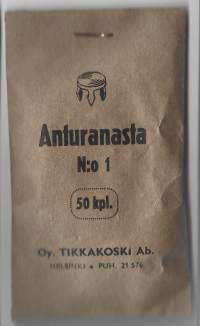 Anturanasta
N:o 1
50 kpl.
Oy. TIKKAKOSKI Ab.
HELSINKI • PUH. 21 576